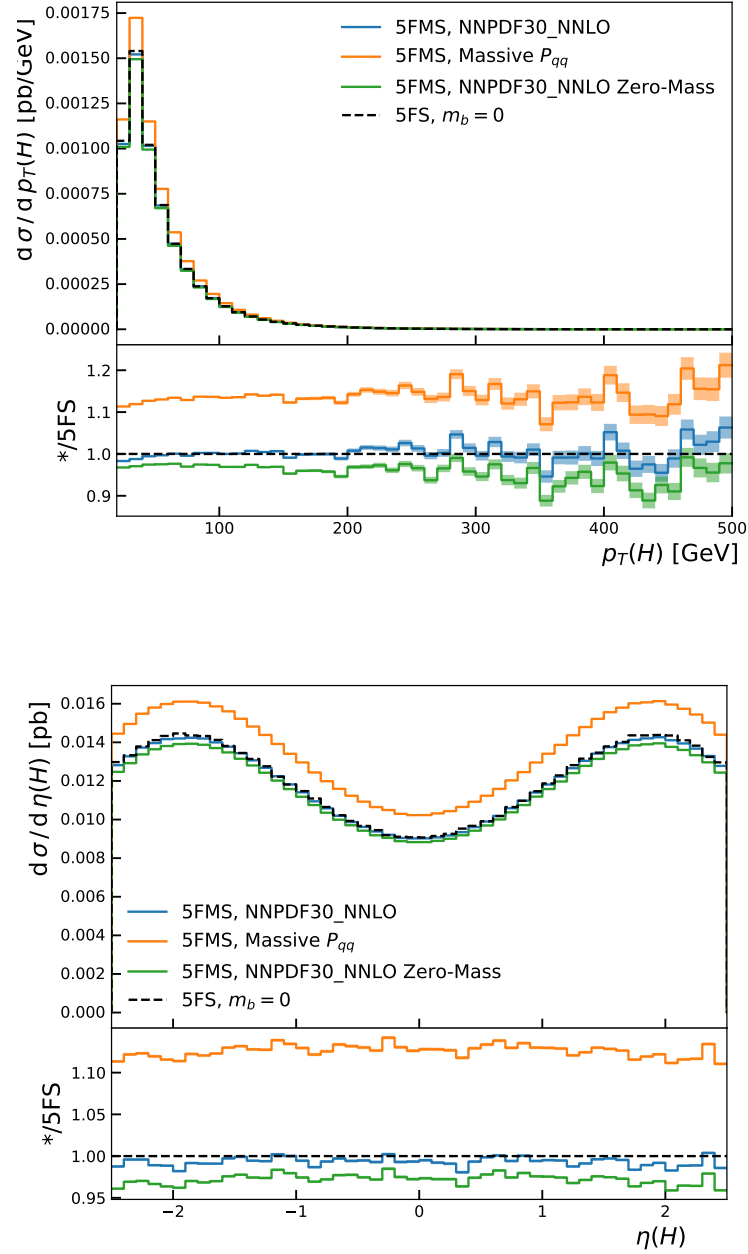 dσ/dp_T(H) [pb/GeV]
0.00175
0.00150
0.00125
0.00100
0.00075
0.00050
0.00025
0.00000
5FMS, NNPDF30_NNLO
5FMS, Massive P_qq
5FMS, NNPDF30_NNLO Zero-Mass
5FS, m_b = 0
*/5FS
1.2
1.1
1.0
0.9
100 200 300 400 500
p_T(H) [GeV]
dσ/dη(H) [pb]
0.016
0.014
0.012
0.010
0.008
0.006
0.004
0.002
0.000
5FMS, NNPDF30_NNLO
5FMS, Massive P_qq
5FMS, NNPDF30_NNLO Zero-Mass
5FS, m_b = 0
*/5FS
1.10
1.05
1.00
0.95
−2 −1 0 1 2
η(H)